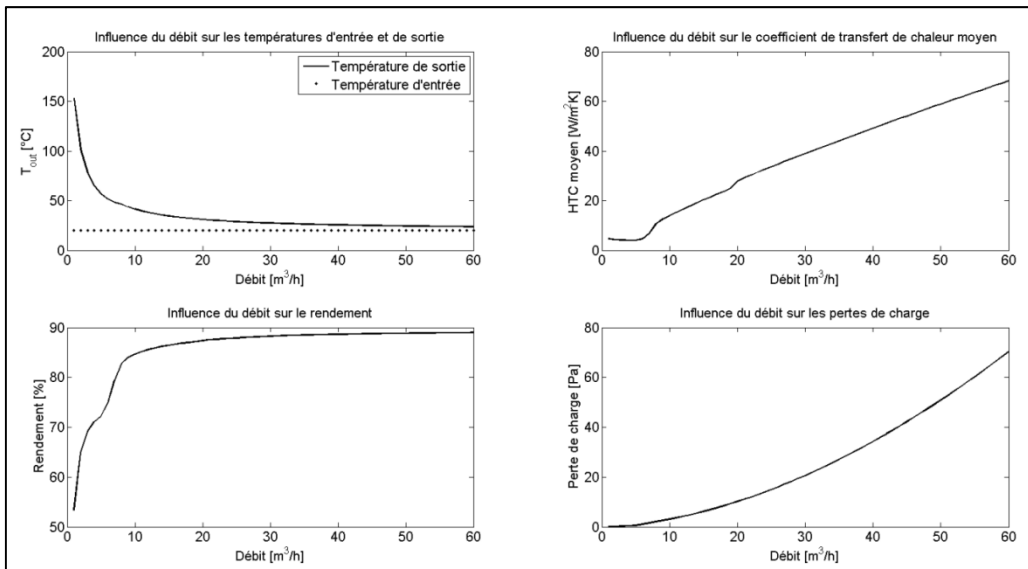 Influence du débit sur les températures d'entrée et de sortie
200
150
100
50
0
T_out [°C]
Température de sortie
Température d'entrée
0 10 20 30 40 50 60
Débit [m³/h]
Influence du débit sur le coefficient de transfert de chaleur moyen
80
60
40
20
0
HTC moyen [W/m²K]
0 10 20 30 40 50 60
Débit [m³/h]
Influence du débit sur le rendement
90
80
70
60
50
Rendement [%]
0 10 20 30 40 50 60
Débit [m³/h]
Influence du débit sur les pertes de charge
80
60
40
20
0
Perte de charge [Pa]
0 10 20 30 40 50 60
Débit [m³/h]